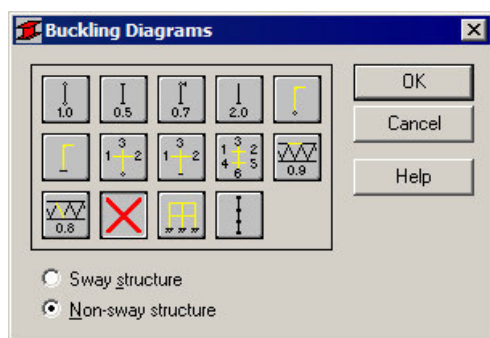 Buckling Diagrams
1.0 0.5 0.7 2.0
3 1 2 3 1 2 1 3 2 4 5 6 0.9
0.8
OK
Cancel
Help
Sway structure
Non-sway structure